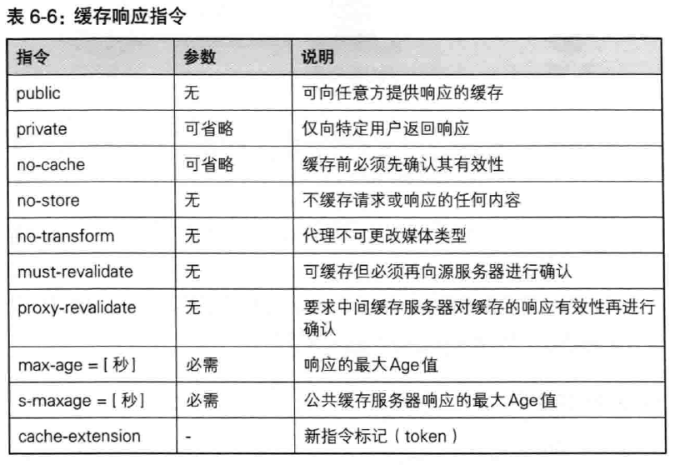 表 6-6：缓存响应指令
指令 参数 说明
public 无 可向任意方提供响应的缓存
private 可省略 仅向特定用户返回响应
no-cache 可省略 缓存前必须先确认其有效性
no-store 无 不缓存请求或响应的任何内容
no-transform 无 代理不可更改媒体类型
must-revalidate 无 可缓存但必须再向源服务器进行确认
proxy-revalidate 无 要求中间缓存服务器对缓存的响应有效性再进行
确认
max-age = [ 秒] 必需 响应的最大Age值
s-maxage = [ 秒] 必需 公共缓存服务器响应的最大Age值
cache-extension - 新指令标记（token）